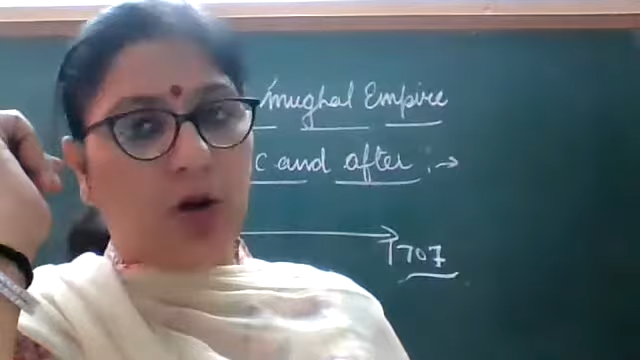 Mughal Empire
c and after :→
1707